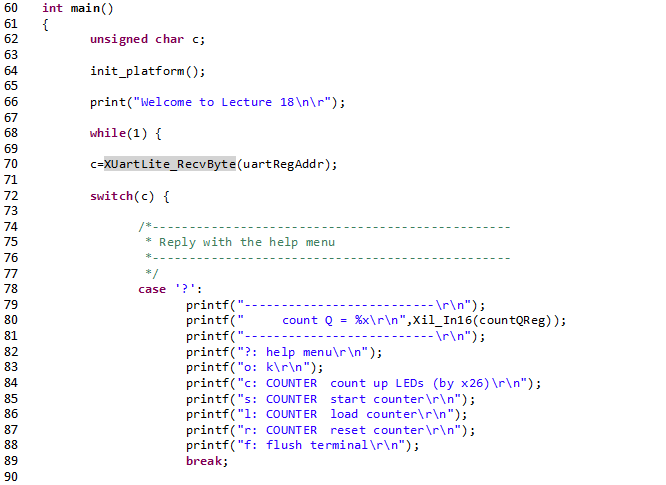 60 int main()
61 {
62 unsigned char c;
63
64 init_platform();
65
66 print("Welcome to Lecture 18\n\r");
67
68 while(1) {
69
70 c=XUartLite_RecvByte(uartRegAddr);
71
72 switch(c) {
73
74 /*-------------------------------------------------
75 * Reply with the help menu
76 *-------------------------------------------------
77 */
78 case '?':
79 printf("--------------------------\r\n");
80 printf("     count Q = %x\r\n",Xil_In16(countQReg));
81 printf("--------------------------\r\n");
82 printf("?: help menu\r\n");
83 printf("o: k\r\n");
84 printf("c: COUNTER  count up LEDs (by x26)\r\n");
85 printf("s: COUNTER  start counter\r\n");
86 printf("l: COUNTER  load counter\r\n");
87 printf("r: COUNTER  reset counter\r\n");
88 printf("f: flush terminal\r\n");
89 break;
90